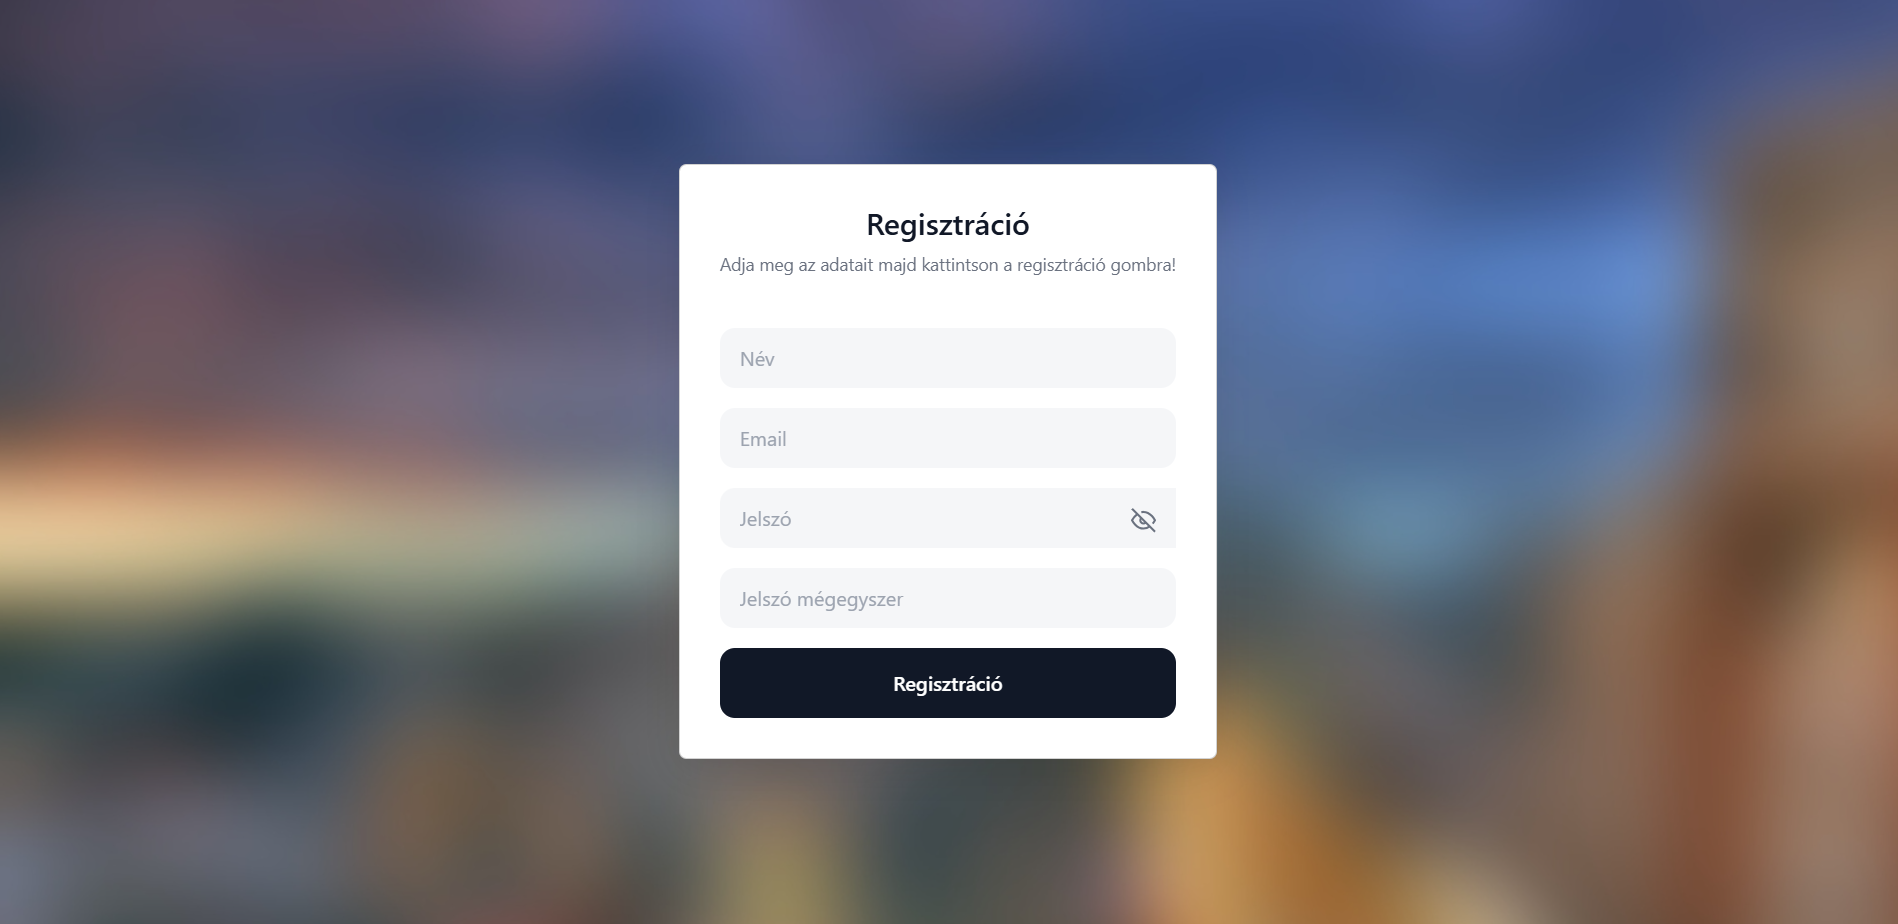 Regisztráció
Adja meg az adatait majd kattintson a regisztráció gombra!
Név
Email
Jelszó
Jelszó mégegyszer
Regisztráció